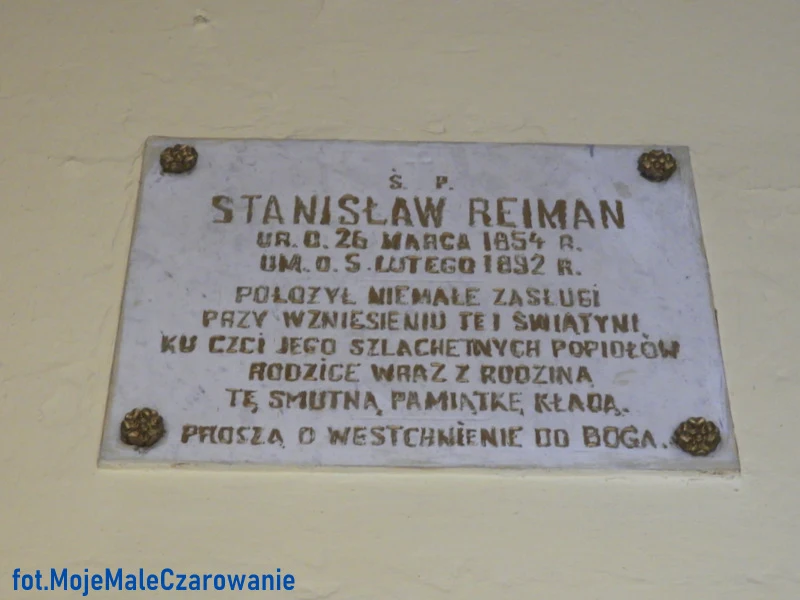 Ś. P.
STANISŁAW REIMAN
UR. D. 26 MARCA 1854 R.
UM. D. 5. LUTEGO 1892 R.
POŁOŻYŁ NIEMAŁE ZASŁUGI
PRZY WZNIESIENIU TEJ ŚWIĄTYNI
KU CZCI JEGO SZLACHETNYCH POPIOŁÓW
RODZICE WRAZ Z RODZINĄ
TĘ SMUTNĄ PAMIĄTKĘ KŁADĄ.
PROSZĄ O WESTCHNIENIE DO BOGA.
fot.MojeMałeCzarowanie